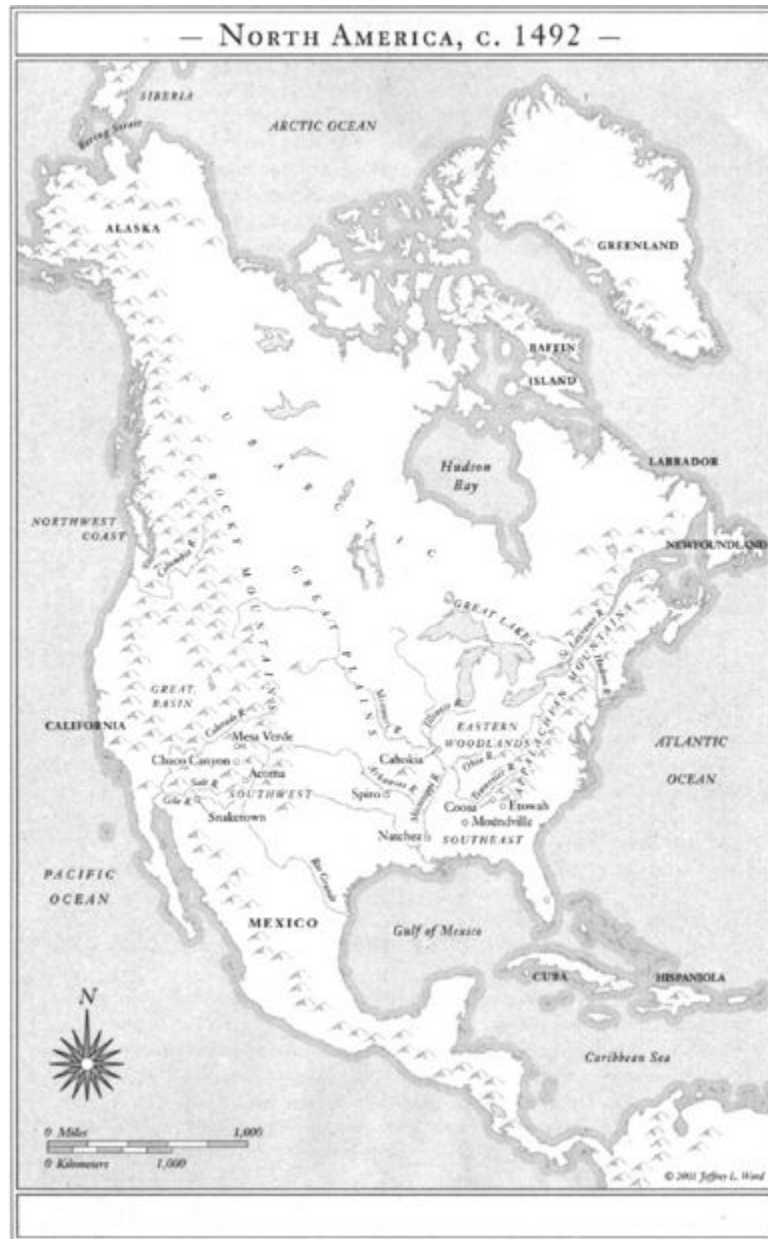 — NORTH AMERICA, C. 1492 —
SIBERIA
Bering Strait
ARCTIC OCEAN
ALASKA
GREENLAND
BAFFIN
ISLAND
SUBARCTIC
Hudson
Bay
LABRADOR
NORTHWEST
COAST
Columbia R.
ROCKY MOUNTAINS
NEWFOUNDLAND
GREAT PLAINS
GREAT LAKES
St. Lawrence R.
Hudson R.
APPALACHIAN MOUNTAINS
GREAT
BASIN
Missouri R.
Illinois R.
CALIFORNIA
Colorado R.
Mesa Verde
EASTERN
WOODLANDS
ATLANTIC
OCEAN
Chaco Canyon
Cahokia
Ohio R.
Acoma
Arkansas R.
Tennessee R.
Salt R.
SOUTHWEST
Spiro
Mississippi R.
Gila R.
Coosa
Etowah
Snaketown
Moundville
Natchez
SOUTHEAST
PACIFIC
OCEAN
Rio Grande
MEXICO
Gulf of Mexico
CUBA
HISPANIOLA
N
Caribbean Sea
0 Miles 1,000
0 Kilometers 1,000
© 2001 Jeffrey L. Ward